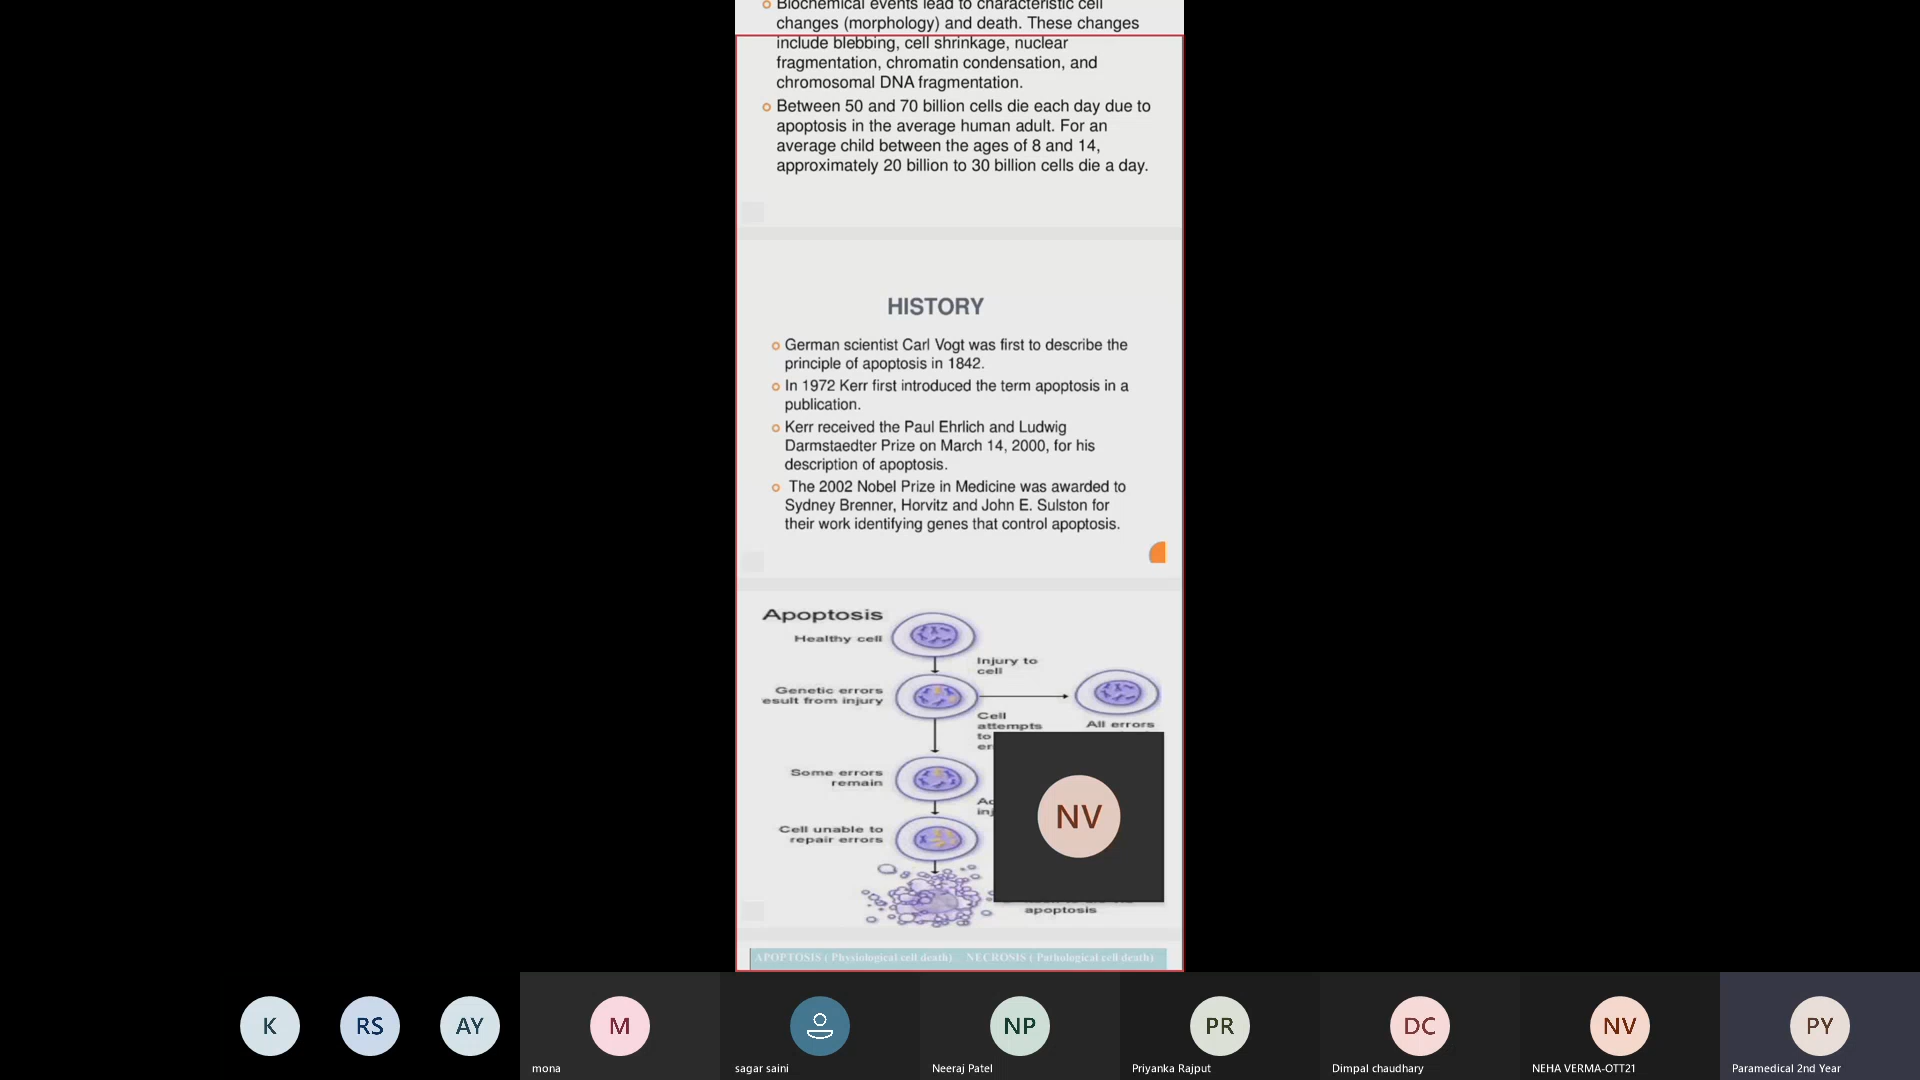 Biochemical events lead to characteristic cell
changes (morphology) and death. These changes
include blebbing, cell shrinkage, nuclear
fragmentation, chromatin condensation, and
chromosomal DNA fragmentation.
Between 50 and 70 billion cells die each day due to
apoptosis in the average human adult. For an
average child between the ages of 8 and 14,
approximately 20 billion to 30 billion cells die a day.
HISTORY
German scientist Carl Vogt was first to describe the
principle of apoptosis in 1842.
In 1972 Kerr first introduced the term apoptosis in a
publication.
Kerr received the Paul Ehrlich and Ludwig
Darmstaedter Prize on March 14, 2000, for his
description of apoptosis.
The 2002 Nobel Prize in Medicine was awarded to
Sydney Brenner, Horvitz and John E. Sulston for
their work identifying genes that control apoptosis.
Apoptosis
Healthy cell
Injury to
cell
Genetic errors
esult from injury
Cell
attempts
to
All errors
Some errors
remain
Cell unable to
repair errors
NV
apoptosis
APOPTOSIS ( Physiological cell death)
NECROSIS ( Pathological cell death)
K
RS
AY
M
NP
PR
DC
NV
PY
mona
sagar saini
Neeraj Patel
Priyanka Rajput
Dimpal chaudhary
NEHA VERMA-OTT21
Paramedical 2nd Year